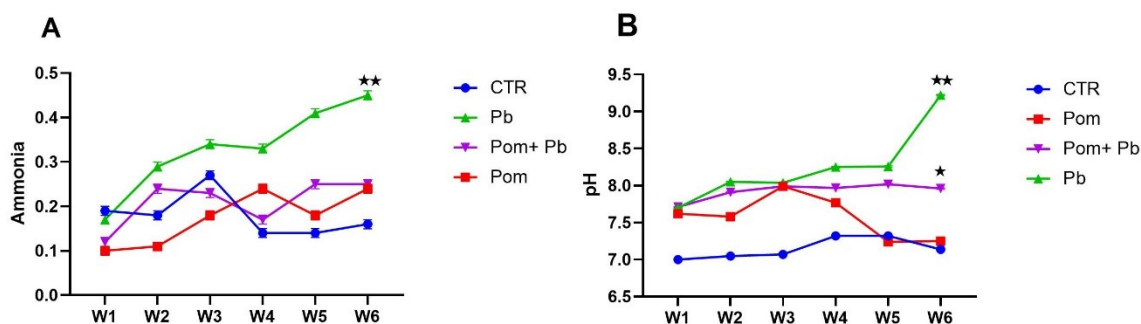 A
Ammonia
0.5
0.4
0.3
0.2
0.1
0.0
W1 W2 W3 W4 W5 W6
★★
CTR
Pb
Pom+ Pb
Pom
B
pH
9.5
9.0
8.5
8.0
7.5
7.0
6.5
W1 W2 W3 W4 W5 W6
★★
★
CTR
Pom
Pom+ Pb
Pb